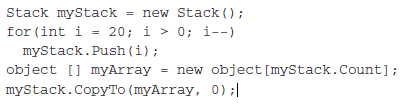 Stack myStack = new Stack();
for(int i = 20; i > 0; i--)
  myStack.Push(i);
object [] myArray = new object[myStack.Count];
myStack.CopyTo(myArray, 0);